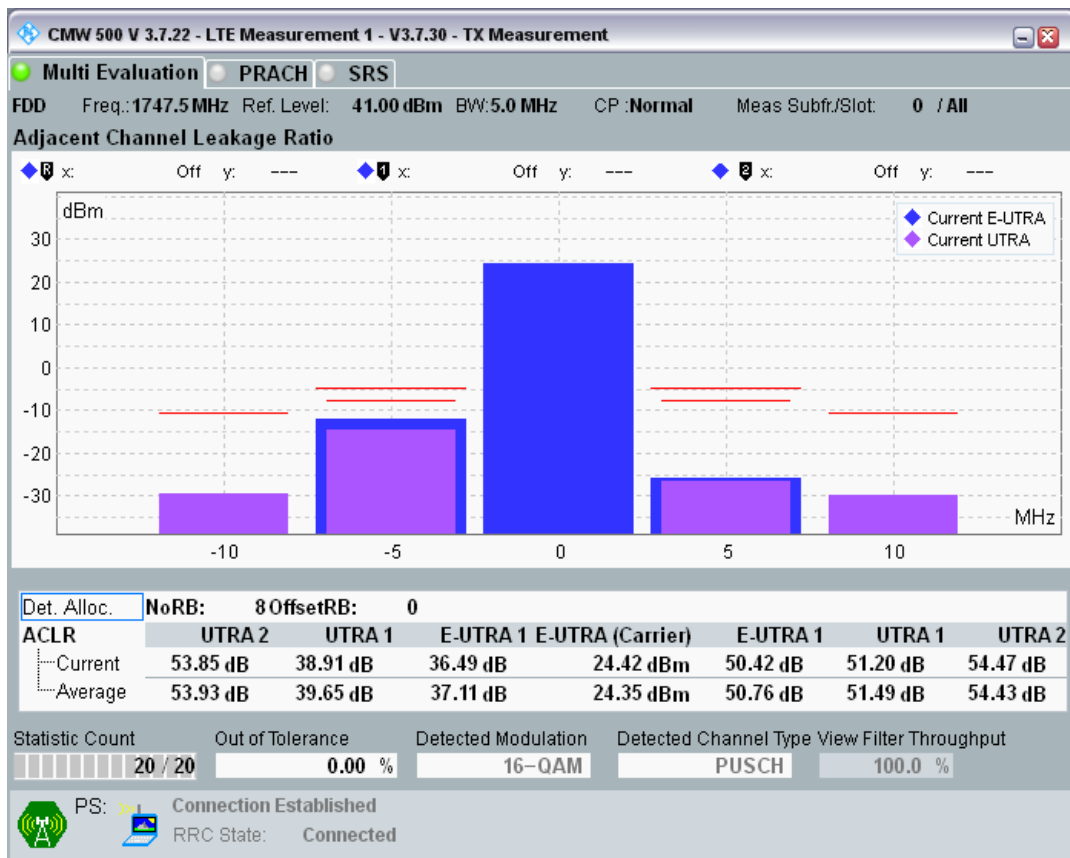 CMW 500 V 3.7.22 - LTE Measurement 1 - V3.7.30 - TX Measurement
Multi Evaluation PRACH SRS
FDD Freq.: 1747.5 MHz Ref. Level: 41.00 dBm BW: 5.0 MHz CP : Normal Meas Subfr./Slot: 0 / All
Adjacent Channel Leakage Ratio
R x: Off y: --- 1 x: Off y: --- 2 x: Off y: ---
dBm
Current E-UTRA
Current UTRA
30
20
10
0
-10
-20
-30
MHz
-10 -5 0 5 10
Det. Alloc. NoRB: 8 OffsetRB: 0
ACLR UTRA 2 UTRA 1 E-UTRA 1 E-UTRA (Carrier) E-UTRA 1 UTRA 1 UTRA 2
Current 53.85 dB 38.91 dB 36.49 dB 24.42 dBm 50.42 dB 51.20 dB 54.47 dB
Average 53.93 dB 39.65 dB 37.11 dB 24.35 dBm 50.76 dB 51.49 dB 54.43 dB
Statistic Count Out of Tolerance Detected Modulation Detected Channel Type View Filter Throughput
20 / 20 0.00 % 16-QAM PUSCH 100.0 %
PS: Connection Established
RRC State: Connected